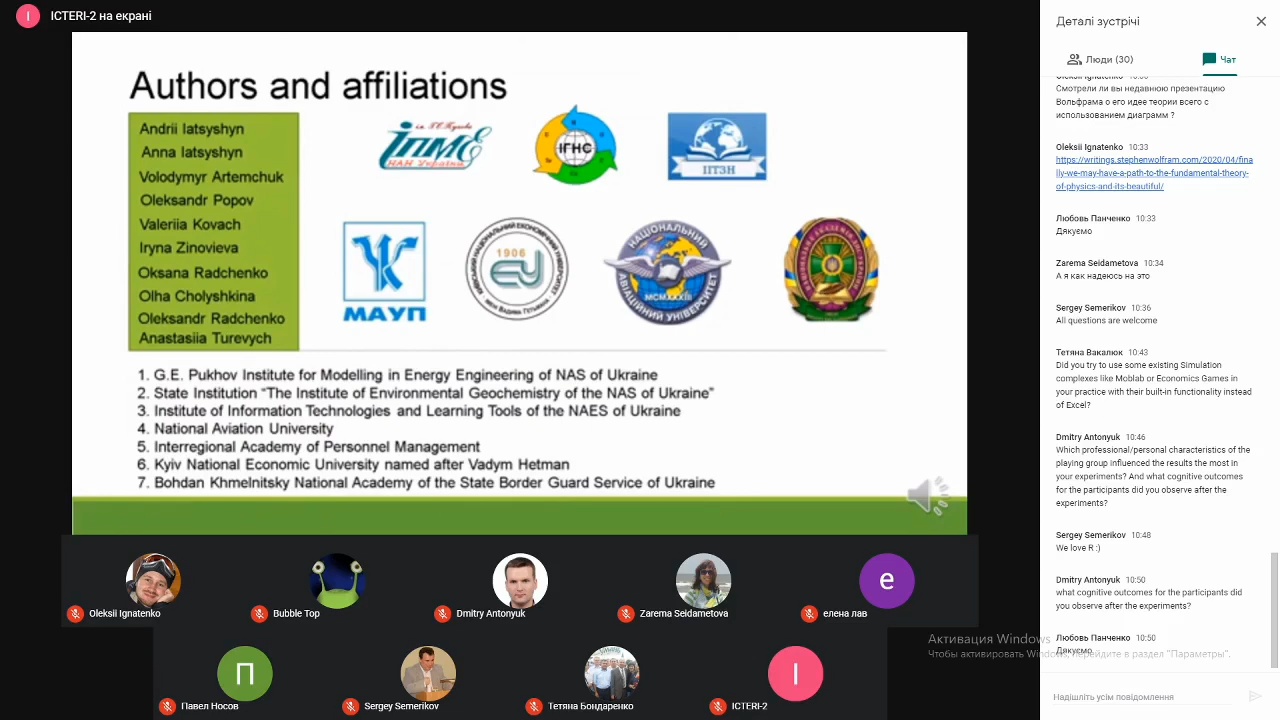 I
ICTERI-2 на екрані
Authors and affiliations
Andrii Iatsyshyn
Anna Iatsyshyn
Volodymyr Artemchuk
Oleksandr Popov
Valeriia Kovach
Iryna Zinovieva
Oksana Radchenko
Olha Cholyshkina
Oleksandr Radchenko
Anastasiia Turevych
ІПМЕ
НАН України
ІГНС
ІІТЗН
МАУП
1906
НАЦІОНАЛЬНИЙ
АВІАЦІЙНИЙ УНІВЕРСИТЕТ
MCMXXXIII
1. G.E. Pukhov Institute for Modelling in Energy Engineering of NAS of Ukraine
2. State Institution “The Institute of Environmental Geochemistry of the NAS of Ukraine”
3. Institute of Information Technologies and Learning Tools of the NAES of Ukraine
4. National Aviation University
5. Interregional Academy of Personnel Management
6. Kyiv National Economic University named after Vadym Hetman
7. Bohdan Khmelnitsky National Academy of the State Border Guard Service of Ukraine
Oleksii Ignatenko
Bubble Top
Dmitry Antonyuk
Zarema Seidametova
е
елена лав
П
Павел Носов
Sergey Semerikov
Тетяна Бондаренко
I
ICTERI-2
Деталі зустрічі
Люди (30)
Чат
Oleksii Ignatenko
Смотрели ли вы недавнюю презентацию
Вольфрама о его идее теории всего с
использованием диаграмм ?
Oleksii Ignatenko 10:33
https://writings.stephenwolfram.com/2020/04/fina
lly-we-may-have-a-path-to-the-fundamental-theory-
of-physics-and-its-beautiful/
Любовь Панченко 10:33
Дякуємо
Zarema Seidametova 10:34
А я как надеюсь на это
Sergey Semerikov 10:36
All questions are welcome
Тетяна Вакалюк 10:43
Did you try to use some existing Simulation
complexes like Moblab or Economics Games in
your practice with their built-in functionality instead
of Excel?
Dmitry Antonyuk 10:46
Which professional/personal characteristics of the
playing group influenced the results the most in
your experiments? And what cognitive outcomes
for the participants did you observe after the
experiments?
Sergey Semerikov 10:48
We love R :)
Dmitry Antonyuk 10:50
what cognitive outcomes for the participants did
you observe after the experiments?
Любовь Панченко 10:50
Дякуємо
Активация Windows
Чтобы активировать Windows, перейдите в раздел "Параметры".
Надішліть усім повідомлення